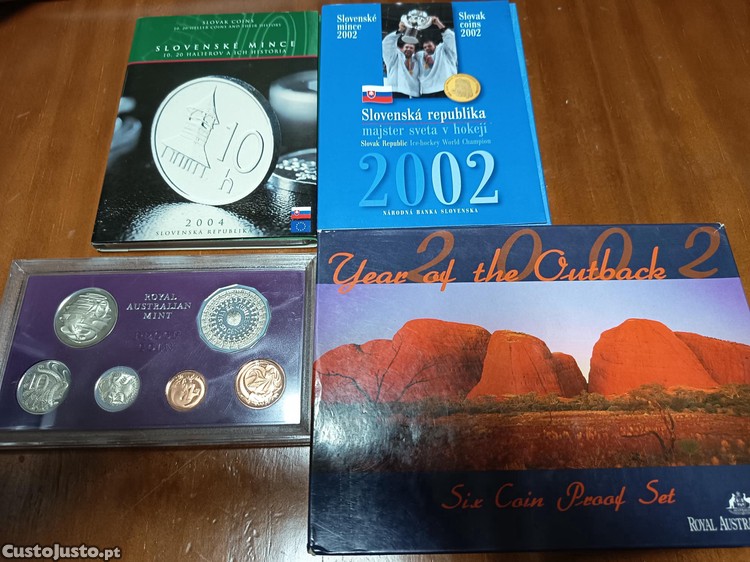 SLOVAK COINS
10, 20 HALIER COINS AND THEIR HISTORY
SLOVENSKÉ MINCE
10, 20 HALIEROV A ICH HISTÓRIA
10
h
2004
SLOVENSKÁ REPUBLIKA
Slovenské
mince
2002
Slovak
coins
2002
Slovenská republika
majster sveta v hokeji
Slovak Republic Ice-hockey World Champion
2002
NÁRODNÁ BANKA SLOVENSKA
ROYAL
AUSTRALIAN
MINT
10
2002
Year of the Outback
Six Coin Proof Set
ROYAL AUSTR
CustoJusto.pt